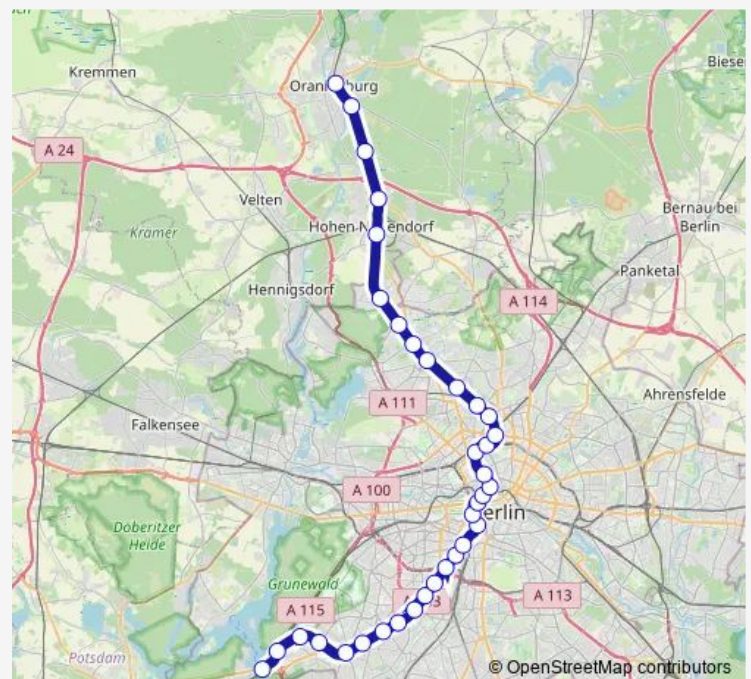 Kremmen
Biese
Oranienburg
A 24
Velten
Bernau bei
Berlin
Kramer
Hohen Neuendorf
Panketal
Hennigsdorf
A 114
A 111
Ahrensfelde
Falkensee
A 100
Berlin
Döberitzer
Heide
Grunewald
A 115
A 113
Potsdam
© OpenStreetMap contributors